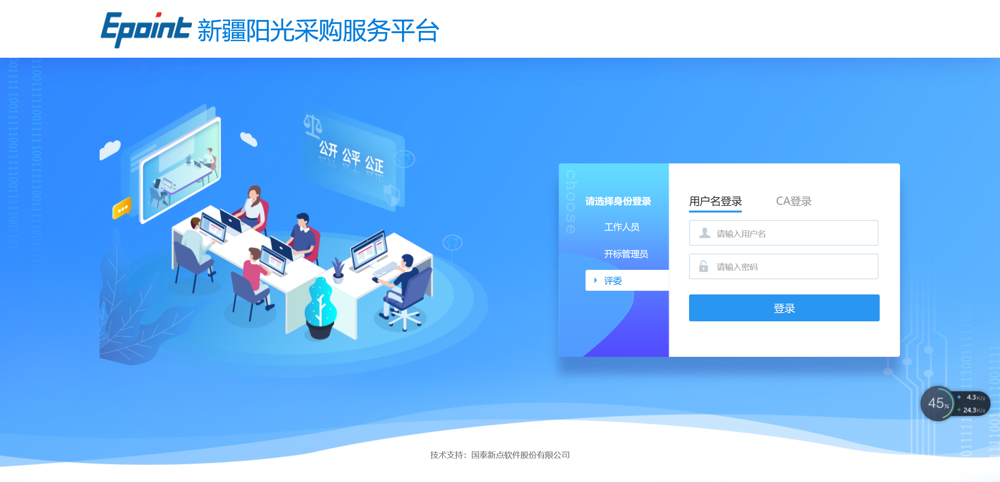 Epoint 新疆阳光采购服务平台
公开 公平 公正
choose
请选择身份登录
工作人员
开标管理员
评委
用户名登录 CA登录
请输入用户名
请输入密码
登录
45% 4.3K/s
24.3K/s
技术支持：国泰新点软件股份有限公司